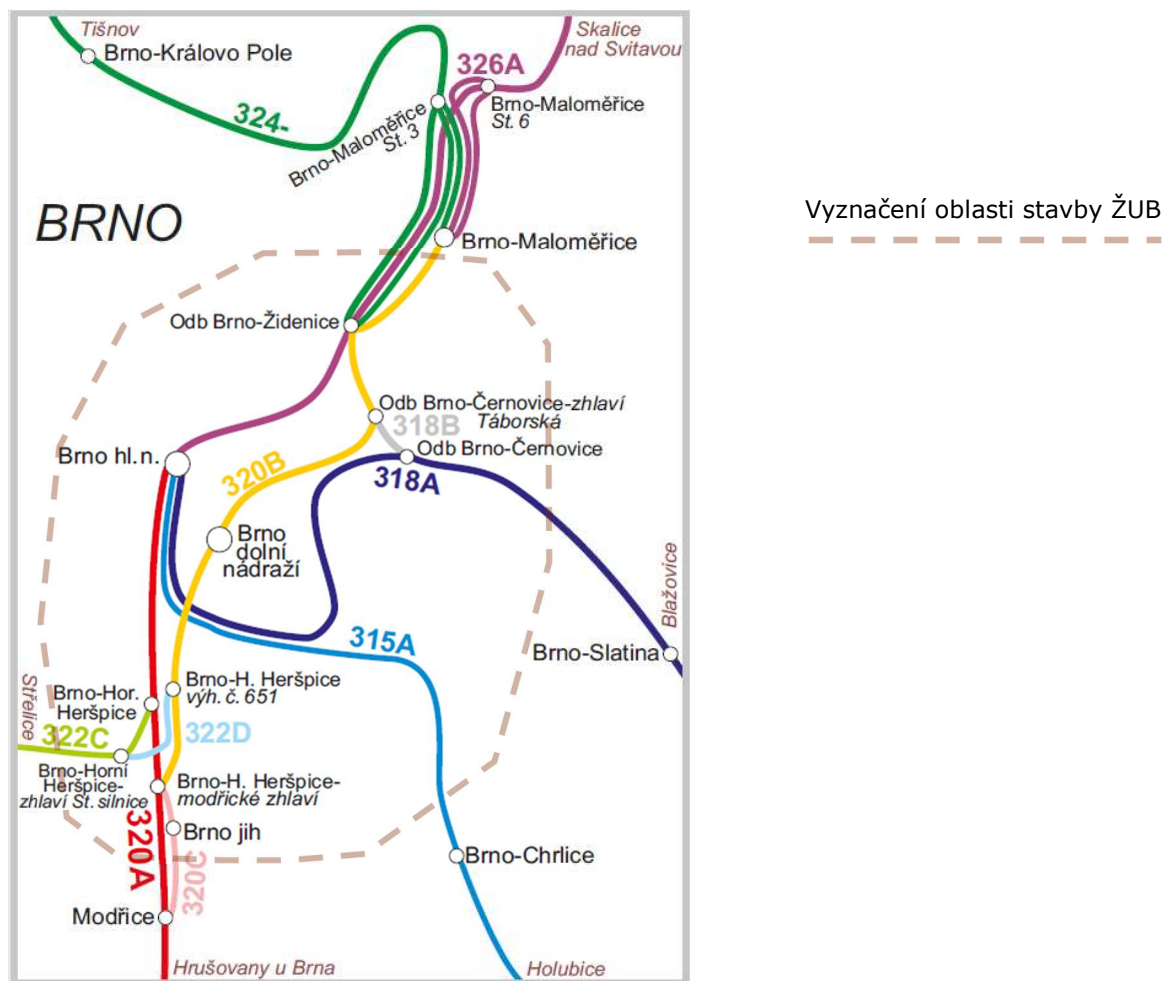 Tišnov
Skalice
nad Svitavou
Brno-Královo Pole
326A
324-
Brno-Maloměřice
St. 3
Brno-Maloměřice
St. 6
BRNO
Vyznačení oblasti stavby ŽUB
Brno-Maloměřice
Odb Brno-Židenice
Odb Brno-Černovice-zhlaví
Táborská
318B
Brno hl.n.
Odb Brno-Černovice
320B
318A
Brno
dolní
nádraží
Blažovice
315A
Brno-Slatina
Střelice
Brno-Hor.
Heršpice
Brno-H. Heršpice
výh. č. 651
322C
322D
Brno-Horní
Heršpice-
zhlaví St. silnice
Brno-H. Heršpice-
modřické zhlaví
320A
Brno jih
320C
Brno-Chrlice
Modřice
Hrušovany u Brna
Holubice